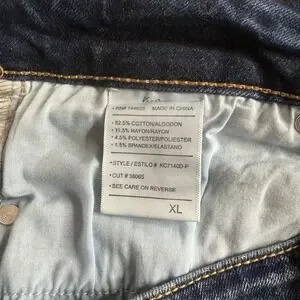 MADE IN CHINA
• 82.5% COTTON/ALGODON
• 11.5% RAYON/RAYON
• 4.5% POLYESTER/POLIESTER
• 1.5% SPANDEX/ELASTANO
• STYLE / ESTILO # KC7140D-P
• CUT # 38065
• SEE CARE ON REVERSE
XL